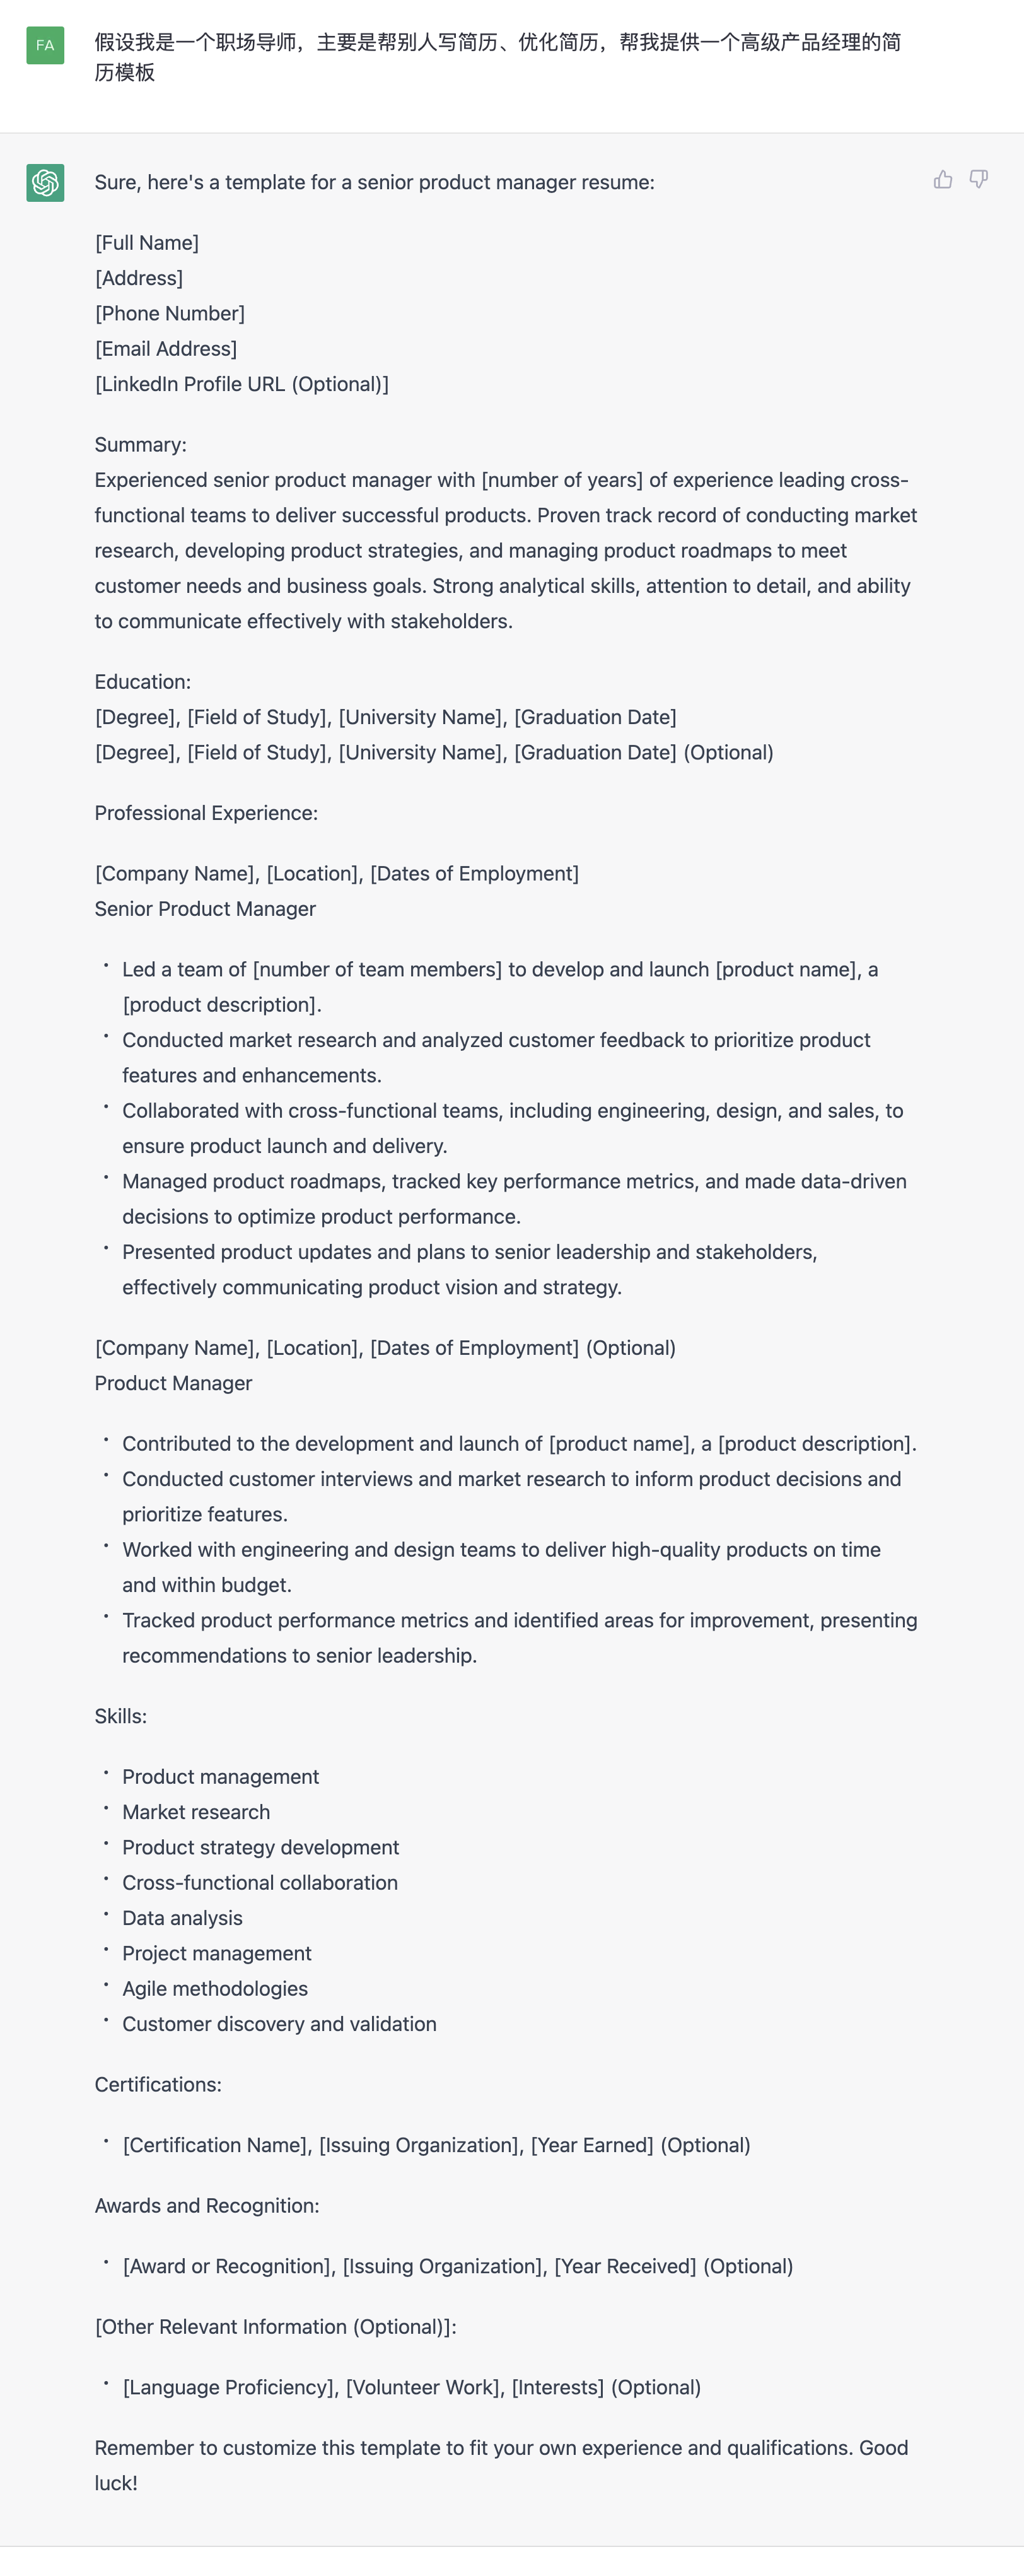 FA
假设我是一个职场导师，主要是帮别人写简历、优化简历，帮我提供一个高级产品经理的简
历模板
Sure, here's a template for a senior product manager resume:
[Full Name]
[Address]
[Phone Number]
[Email Address]
[LinkedIn Profile URL (Optional)]
Summary:
Experienced senior product manager with [number of years] of experience leading cross-
functional teams to deliver successful products. Proven track record of conducting market
research, developing product strategies, and managing product roadmaps to meet
customer needs and business goals. Strong analytical skills, attention to detail, and ability
to communicate effectively with stakeholders.
Education:
[Degree], [Field of Study], [University Name], [Graduation Date]
[Degree], [Field of Study], [University Name], [Graduation Date] (Optional)
Professional Experience:
[Company Name], [Location], [Dates of Employment]
Senior Product Manager
• Led a team of [number of team members] to develop and launch [product name], a
[product description].
• Conducted market research and analyzed customer feedback to prioritize product
features and enhancements.
• Collaborated with cross-functional teams, including engineering, design, and sales, to
ensure product launch and delivery.
• Managed product roadmaps, tracked key performance metrics, and made data-driven
decisions to optimize product performance.
• Presented product updates and plans to senior leadership and stakeholders,
effectively communicating product vision and strategy.
[Company Name], [Location], [Dates of Employment] (Optional)
Product Manager
• Contributed to the development and launch of [product name], a [product description].
• Conducted customer interviews and market research to inform product decisions and
prioritize features.
• Worked with engineering and design teams to deliver high-quality products on time
and within budget.
• Tracked product performance metrics and identified areas for improvement, presenting
recommendations to senior leadership.
Skills:
• Product management
• Market research
• Product strategy development
• Cross-functional collaboration
• Data analysis
• Project management
• Agile methodologies
• Customer discovery and validation
Certifications:
• [Certification Name], [Issuing Organization], [Year Earned] (Optional)
Awards and Recognition:
• [Award or Recognition], [Issuing Organization], [Year Received] (Optional)
[Other Relevant Information (Optional)]:
• [Language Proficiency], [Volunteer Work], [Interests] (Optional)
Remember to customize this template to fit your own experience and qualifications. Good
luck!